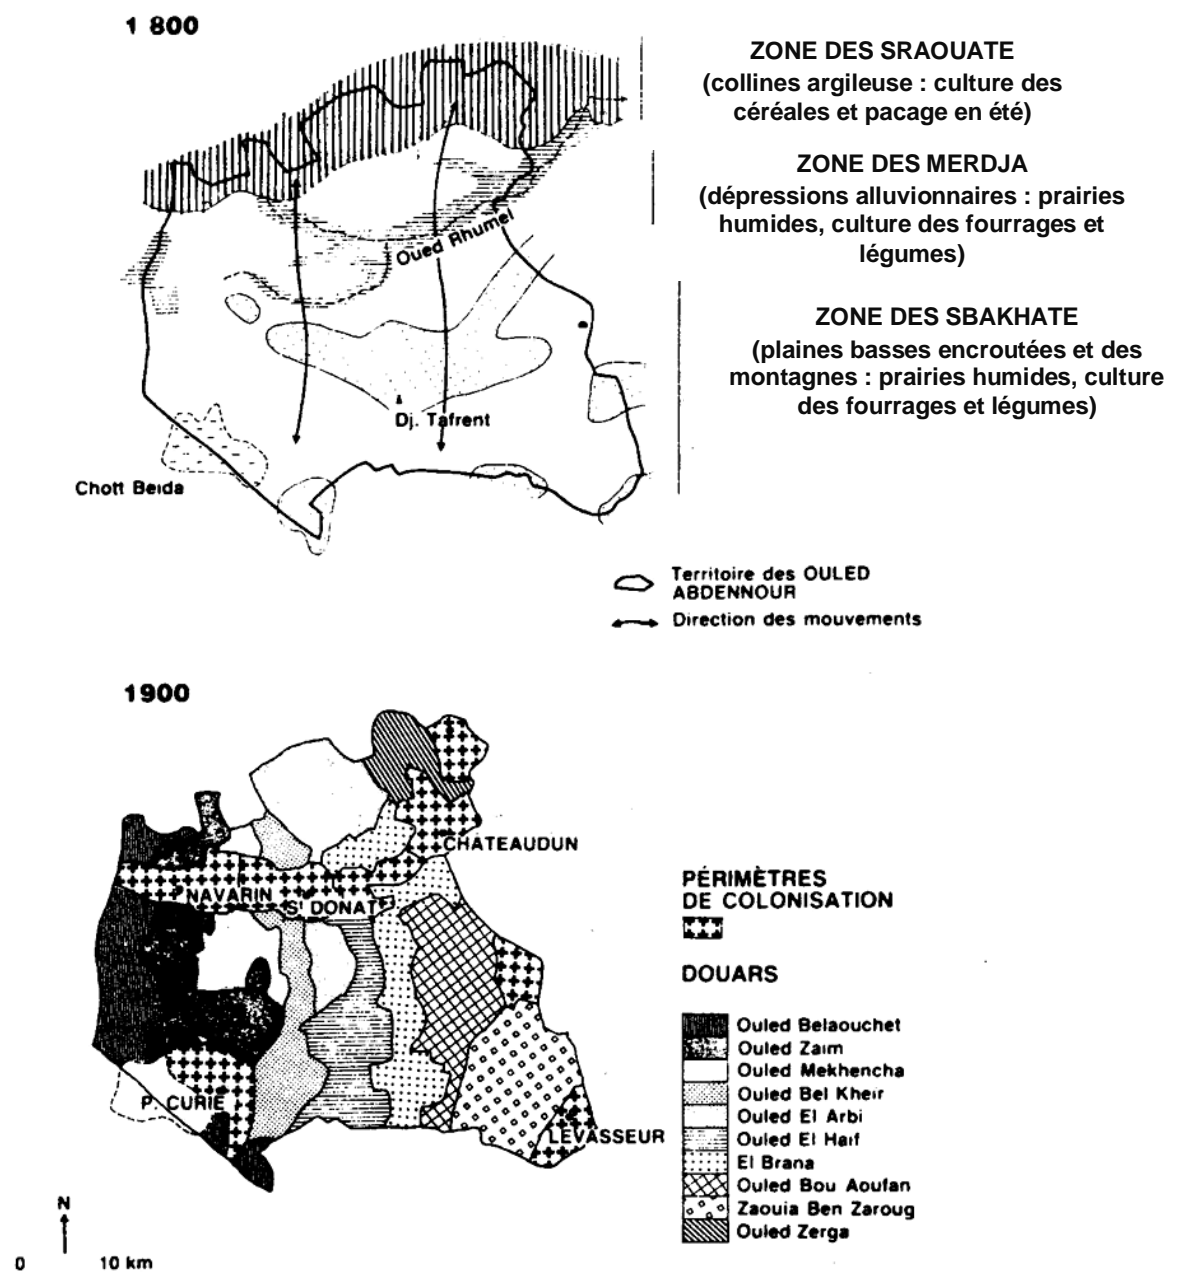 1 800
ZONE DES SRAOUATE
(collines argileuse : culture des
céréales et pacage en été)
ZONE DES MERDJA
(dépressions alluvionnaires : prairies
humides, culture des fourrages et
légumes)
Oued Rhumel
ZONE DES SBAKHATE
(plaines basses encroutées et des
montagnes : prairies humides, culture
des fourrages et légumes)
Dj. Tafrent
Chott Beida
Territoire des OULED
ABDENNOUR
Direction des mouvements
1900
CHATEAUDUN
NAVARIN
St DONAT
P. CURIE
LEVASSEUR
PÉRIMÈTRES
DE COLONISATION
DOUARS
Ouled Belaouchet
Ouled Zaim
Ouled Mekhencha
Ouled Bel Kheir
Ouled El Arbi
Ouled El Haif
El Brana
Ouled Bou Aoufan
Zaouia Ben Zaroug
Ouled Zerga
N
0 10 km